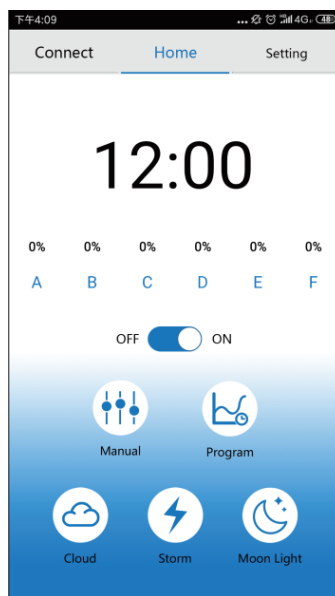 下午4:09 ... 4G 48
Connect Home Setting
12:00
0% 0% 0% 0% 0% 0%
A B C D E F
OFF ON
Manual Program
Cloud Storm Moon Light